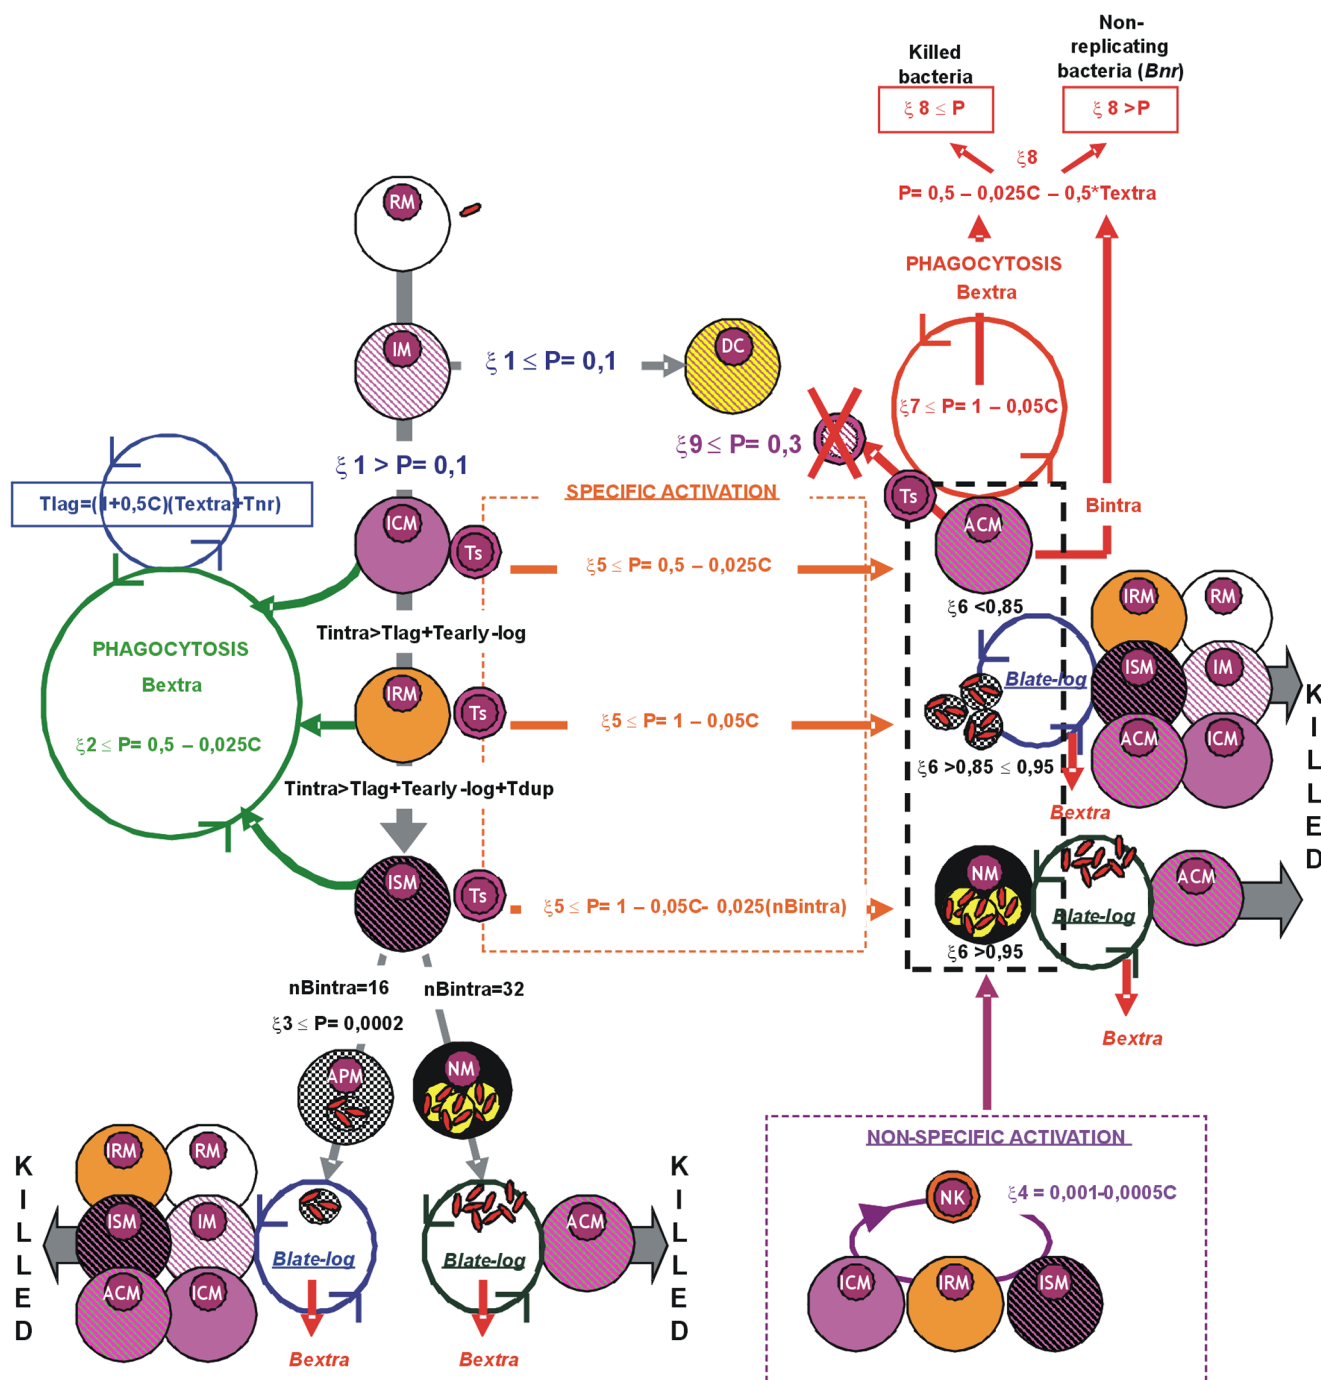 Non-
replicating
bacteria (Bnr)
Killed
bacteria
ξ 8 ≤ P
ξ 8 >P
ξ8
P= 0,5 – 0,025C – 0,5*Textra
RM
PHAGOCYTOSIS
Bextra
IM
ξ 1 ≤ P= 0,1
DC
ξ7 ≤ P= 1 – 0,05C
ξ9 ≤ P= 0,3
ξ 1 > P= 0,1
SPECIFIC ACTIVATION
Tlag=(1+0,5C)(Textra+Tnr)
ICM
Ts
Ts
ACM
Bintra
ξ5 ≤ P= 0,5 – 0,025C
ξ6 <0,85
IRM
RM
Tintra>Tlag+Tearly-log
PHAGOCYTOSIS
Bextra
ξ2 ≤ P= 0,5 – 0,025C
IRM
Ts
ξ5 ≤ P= 1 – 0,05C
Blate-log
ISM
IM
ACM
ICM
KILLED
ξ6 >0,85 ≤ 0,95
Tintra>Tlag+Tearly-log+Tdup
Bextra
ISM
Ts
ξ5 ≤ P= 1 – 0,05C- 0,025(nBintra)
NM
Blate-log
ACM
ξ6 >0,95
nBintra=16
nBintra=32
ξ3 ≤ P= 0,0002
Bextra
APM
NM
NON-SPECIFIC ACTIVATION
KILLED
IRM
RM
ISM
IM
ACM
ICM
Blate-log
Blate-log
ACM
KILLED
NK
ξ4 = 0,001-0,0005C
ICM
IRM
ISM
Bextra
Bextra